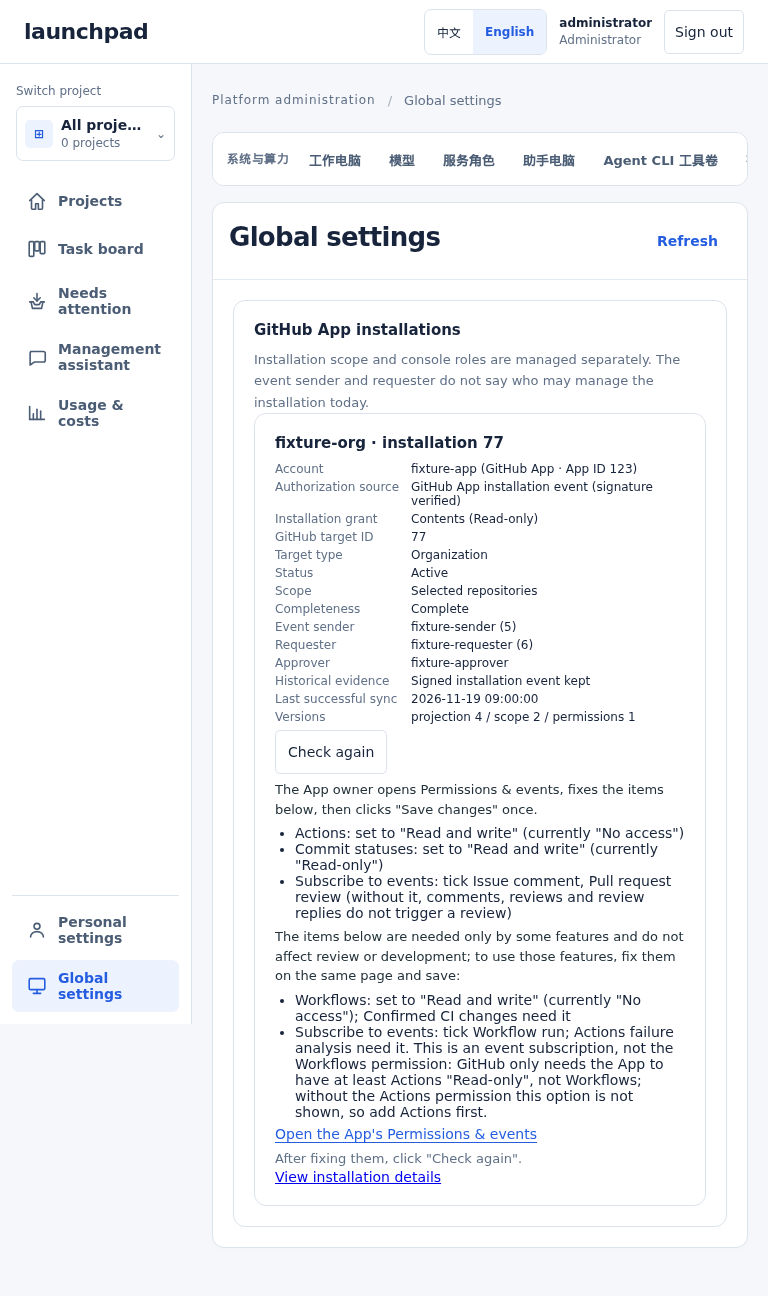 launchpad
中文
English
administrator
Administrator
Sign out
Switch project
All proje...
0 projects
Projects
Task board
Needs
attention
Management
assistant
Usage &
costs
Personal
settings
Global
settings
Platform administration / Global settings
系统与算力 工作电脑 模型 服务角色 助手电脑 Agent CLI 工具卷
Global settings
Refresh
GitHub App installations
Installation scope and console roles are managed separately. The
event sender and requester do not say who may manage the
installation today.
fixture-org · installation 77
Account fixture-app (GitHub App · App ID 123)
Authorization source GitHub App installation event (signature
verified)
Installation grant Contents (Read-only)
GitHub target ID 77
Target type Organization
Status Active
Scope Selected repositories
Completeness Complete
Event sender fixture-sender (5)
Requester fixture-requester (6)
Approver fixture-approver
Historical evidence Signed installation event kept
Last successful sync 2026-11-19 09:00:00
Versions projection 4 / scope 2 / permissions 1
Check again
The App owner opens Permissions & events, fixes the items
below, then clicks "Save changes" once.
• Actions: set to "Read and write" (currently "No access")
• Commit statuses: set to "Read and write" (currently
"Read-only")
• Subscribe to events: tick Issue comment, Pull request
review (without it, comments, reviews and review
replies do not trigger a review)
The items below are needed only by some features and do not
affect review or development; to use those features, fix them
on the same page and save:
• Workflows: set to "Read and write" (currently "No
access"); Confirmed CI changes need it
• Subscribe to events: tick Workflow run; Actions failure
analysis need it. This is an event subscription, not the
Workflows permission: GitHub only needs the App to
have at least Actions "Read-only", not Workflows;
without the Actions permission this option is not
shown, so add Actions first.
Open the App's Permissions & events
After fixing them, click "Check again".
View installation details